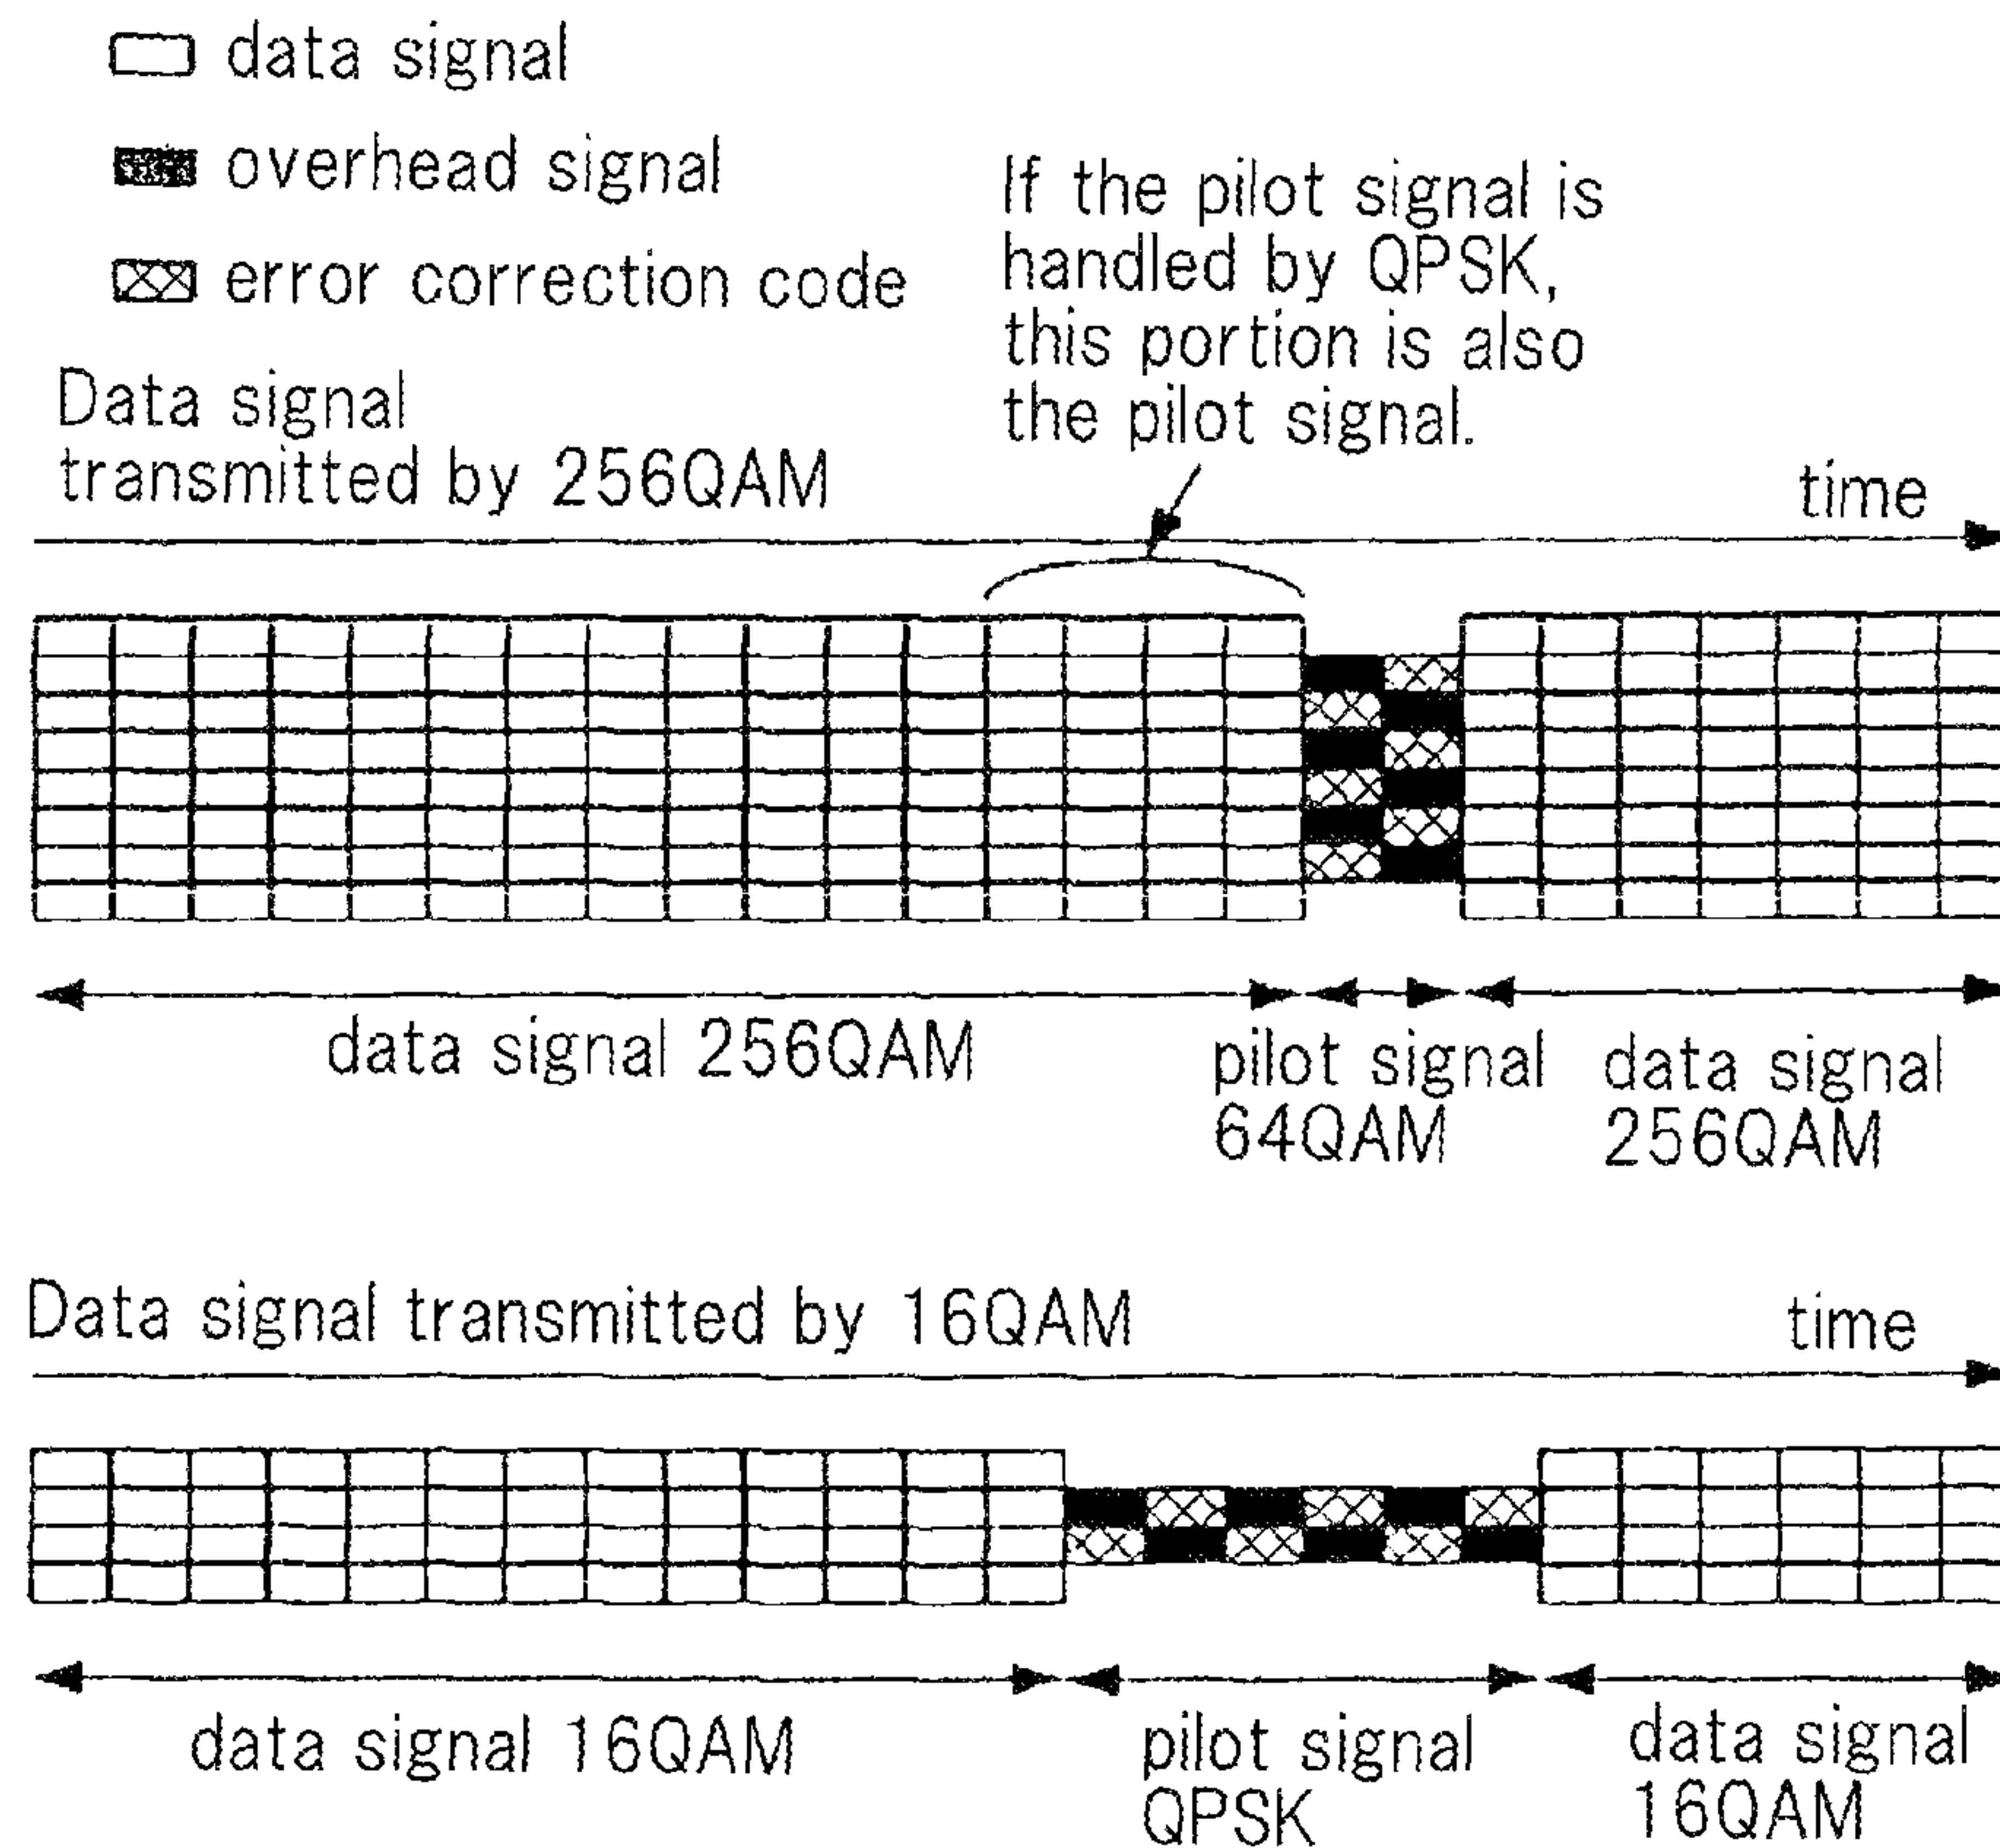 data signal
overhead signal
error correction code
If the pilot signal is
handled by QPSK,
this portion is also
the pilot signal.
Data signal
transmitted by 256QAM
time
data signal 256QAM
pilot signal
64QAM
data signal
256QAM
Data signal transmitted by 16QAM
time
data signal 16QAM
pilot signal
QPSK
data signal
16QAM